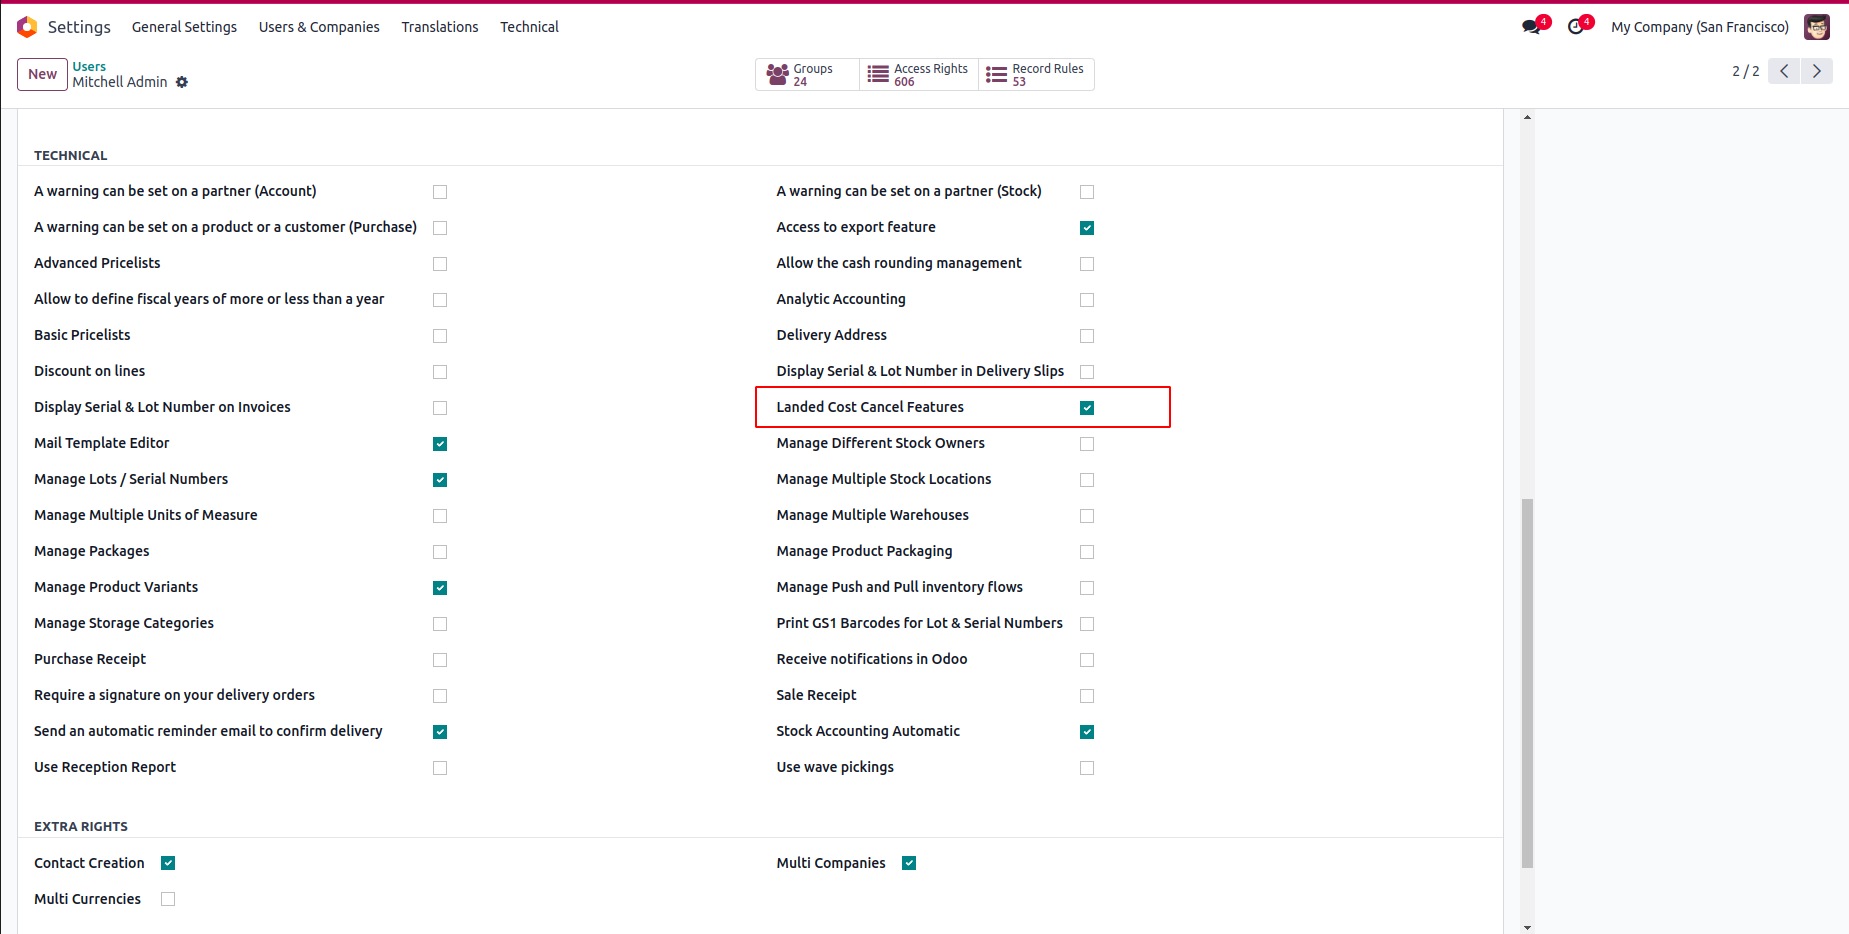 Settings General Settings Users & Companies Translations Technical 4 4 My Company (San Francisco)
New Users Mitchell Admin Groups 24 Access Rights 606 Record Rules 53 2 / 2
TECHNICAL
A warning can be set on a partner (Account) A warning can be set on a partner (Stock)
A warning can be set on a product or a customer (Purchase) Access to export feature
Advanced Pricelists Allow the cash rounding management
Allow to define fiscal years of more or less than a year Analytic Accounting
Basic Pricelists Delivery Address
Discount on lines Display Serial & Lot Number in Delivery Slips
Display Serial & Lot Number on Invoices Landed Cost Cancel Features
Mail Template Editor Manage Different Stock Owners
Manage Lots / Serial Numbers Manage Multiple Stock Locations
Manage Multiple Units of Measure Manage Multiple Warehouses
Manage Packages Manage Product Packaging
Manage Product Variants Manage Push and Pull inventory flows
Manage Storage Categories Print GS1 Barcodes for Lot & Serial Numbers
Purchase Receipt Receive notifications in Odoo
Require a signature on your delivery orders Sale Receipt
Send an automatic reminder email to confirm delivery Stock Accounting Automatic
Use Reception Report Use wave pickings
EXTRA RIGHTS
Contact Creation Multi Companies
Multi Currencies